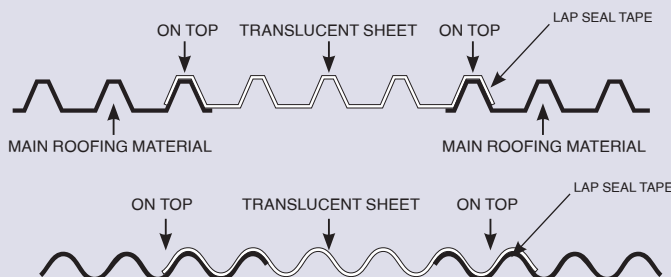 ON TOP TRANSLUCENT SHEET ON TOP LAP SEAL TAPE
MAIN ROOFING MATERIAL MAIN ROOFING MATERIAL
ON TOP TRANSLUCENT SHEET ON TOP LAP SEAL TAPE